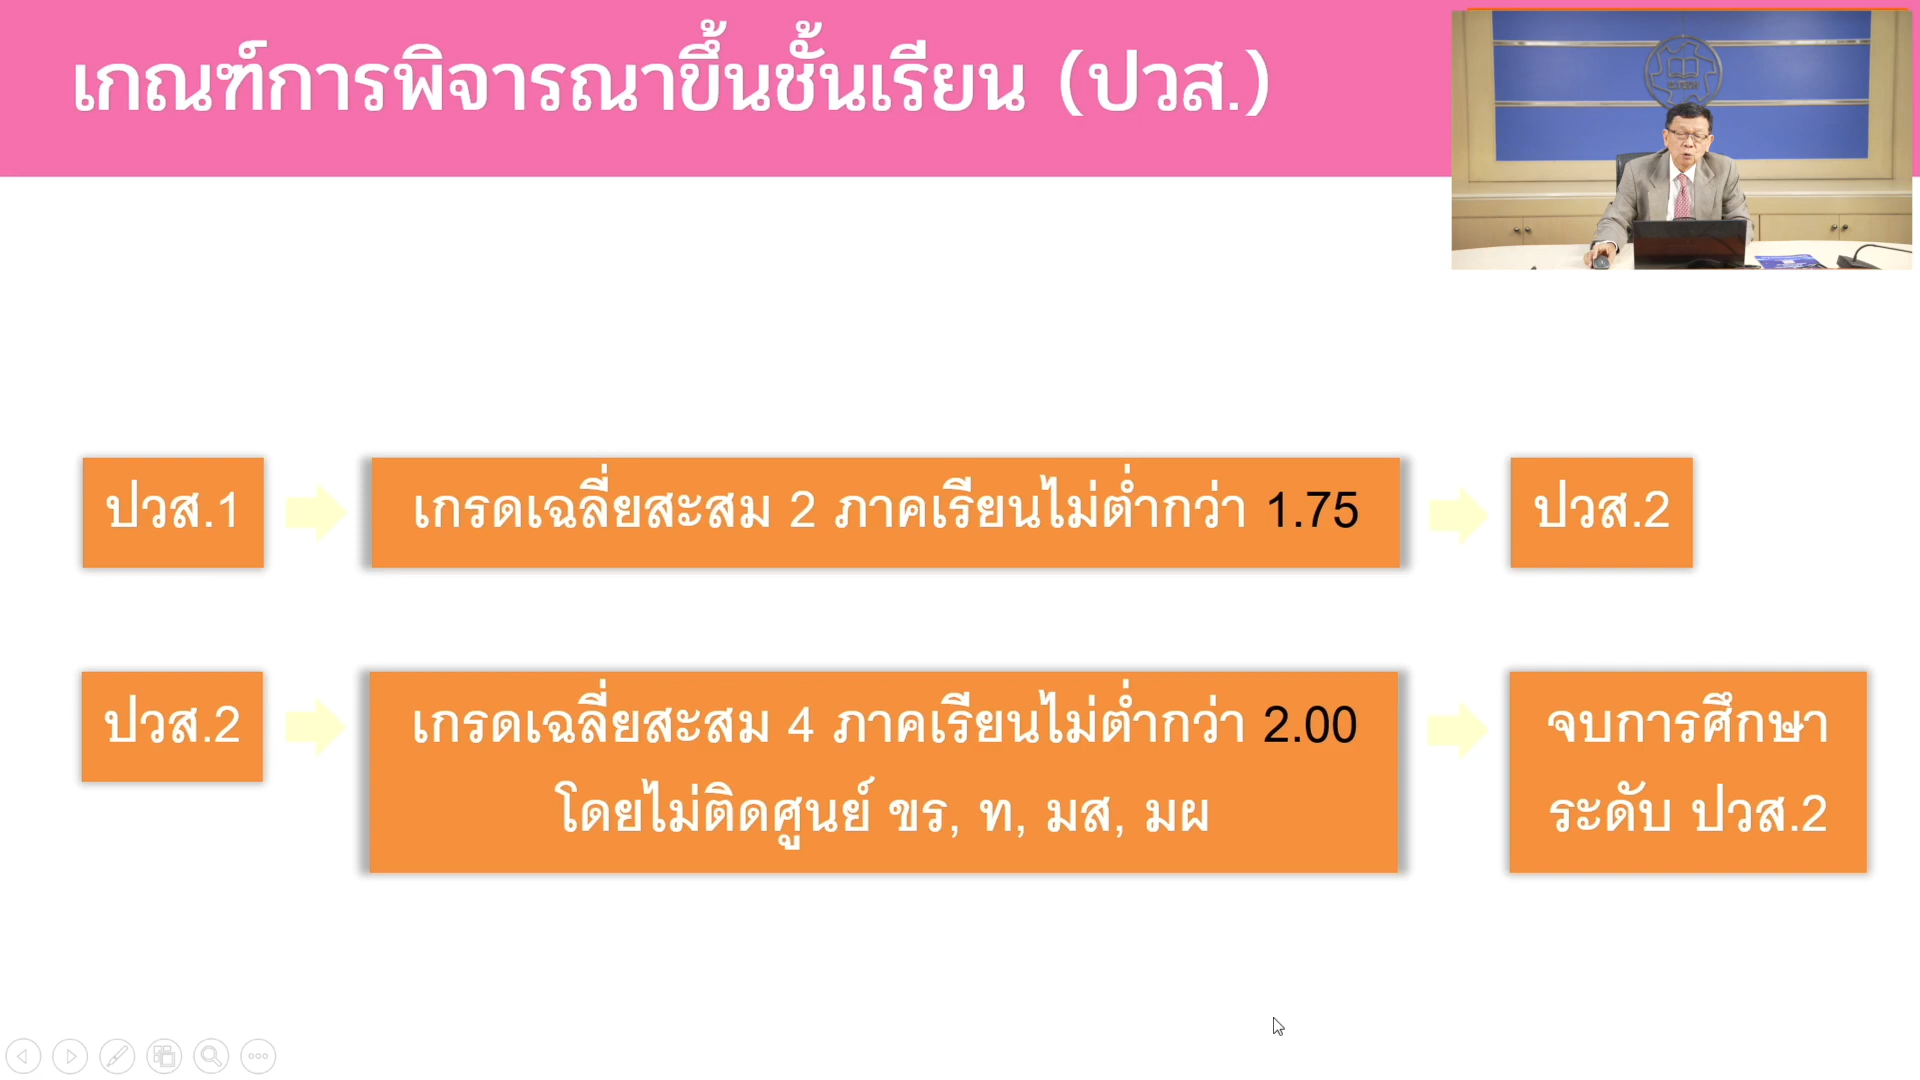 เกณฑ์การพิจารณาขึ้นชั้นเรียน (ปวส.)
ปวส.1
เกรดเฉลี่ยสะสม 2 ภาคเรียนไม่ต่ำกว่า 1.75
ปวส.2
ปวส.2
เกรดเฉลี่ยสะสม 4 ภาคเรียนไม่ต่ำกว่า 2.00
โดยไม่ติดศูนย์ ขร, ท, มส, มผ
จบการศึกษา
ระดับ ปวส.2